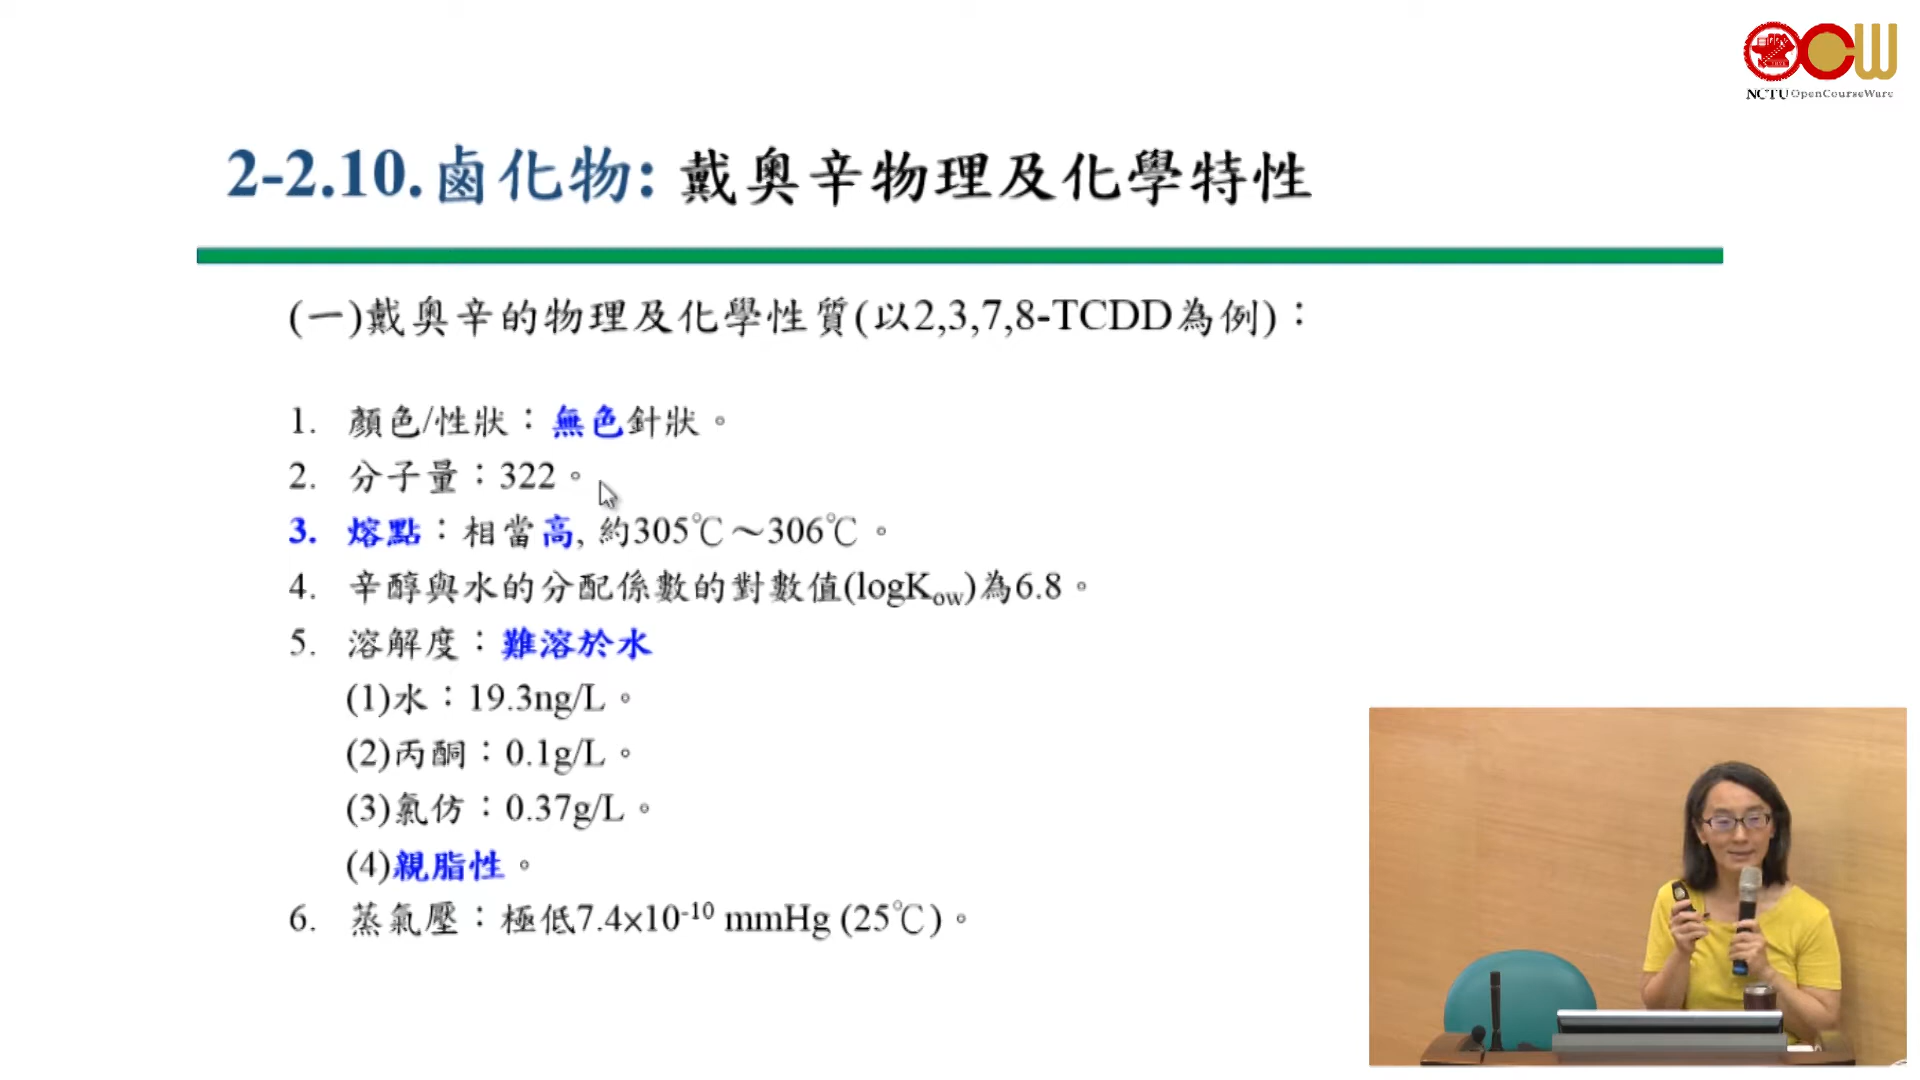 NCTU OpenCourseWare
2-2.10.鹵化物: 戴奧辛物理及化學特性
(一)戴奧辛的物理及化學性質(以2,3,7,8-TCDD為例)：
1. 顏色/性狀：無色針狀。
2. 分子量：322。
3. 熔點：相當高, 約305℃～306℃。
4. 辛醇與水的分配係數的對數值(logKow)為6.8。
5. 溶解度：難溶於水
(1)水：19.3ng/L。
(2)丙酮：0.1g/L。
(3)氯仿：0.37g/L。
(4)親脂性。
6. 蒸氣壓：極低7.4×10-10 mmHg (25℃)。